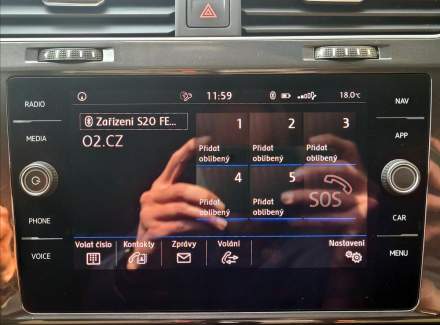 RADIO
11:59
18.0°C
NAV
Zařízení S20 FE...
1
2
3
MEDIA
O2.CZ
Přidat oblíbený
Přidat oblíbený
Přidat oblíbený
APP
4
5
Přidat oblíbený
Přidat oblíbený
SOS
PHONE
CAR
Volat číslo
Kontakty
Zprávy
Volání
Nastavení
VOICE
MENU